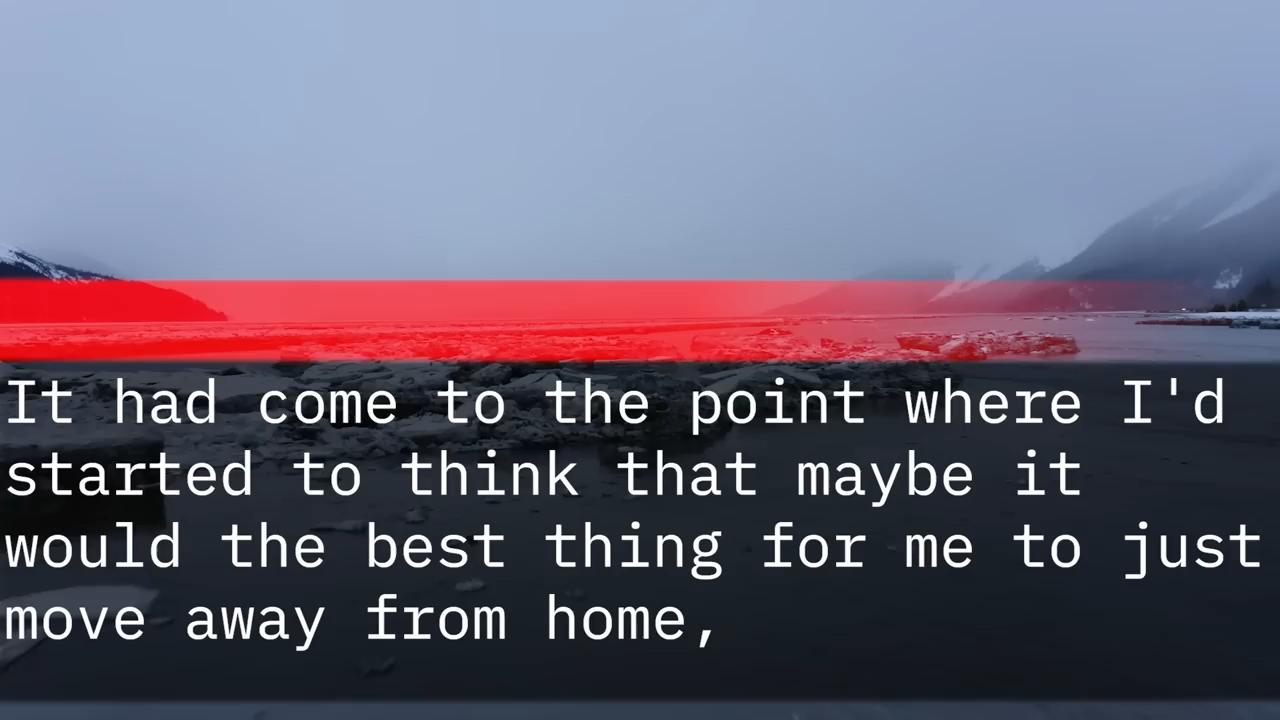 It had come to the point where I'd
started to think that maybe it
would the best thing for me to just
move away from home,